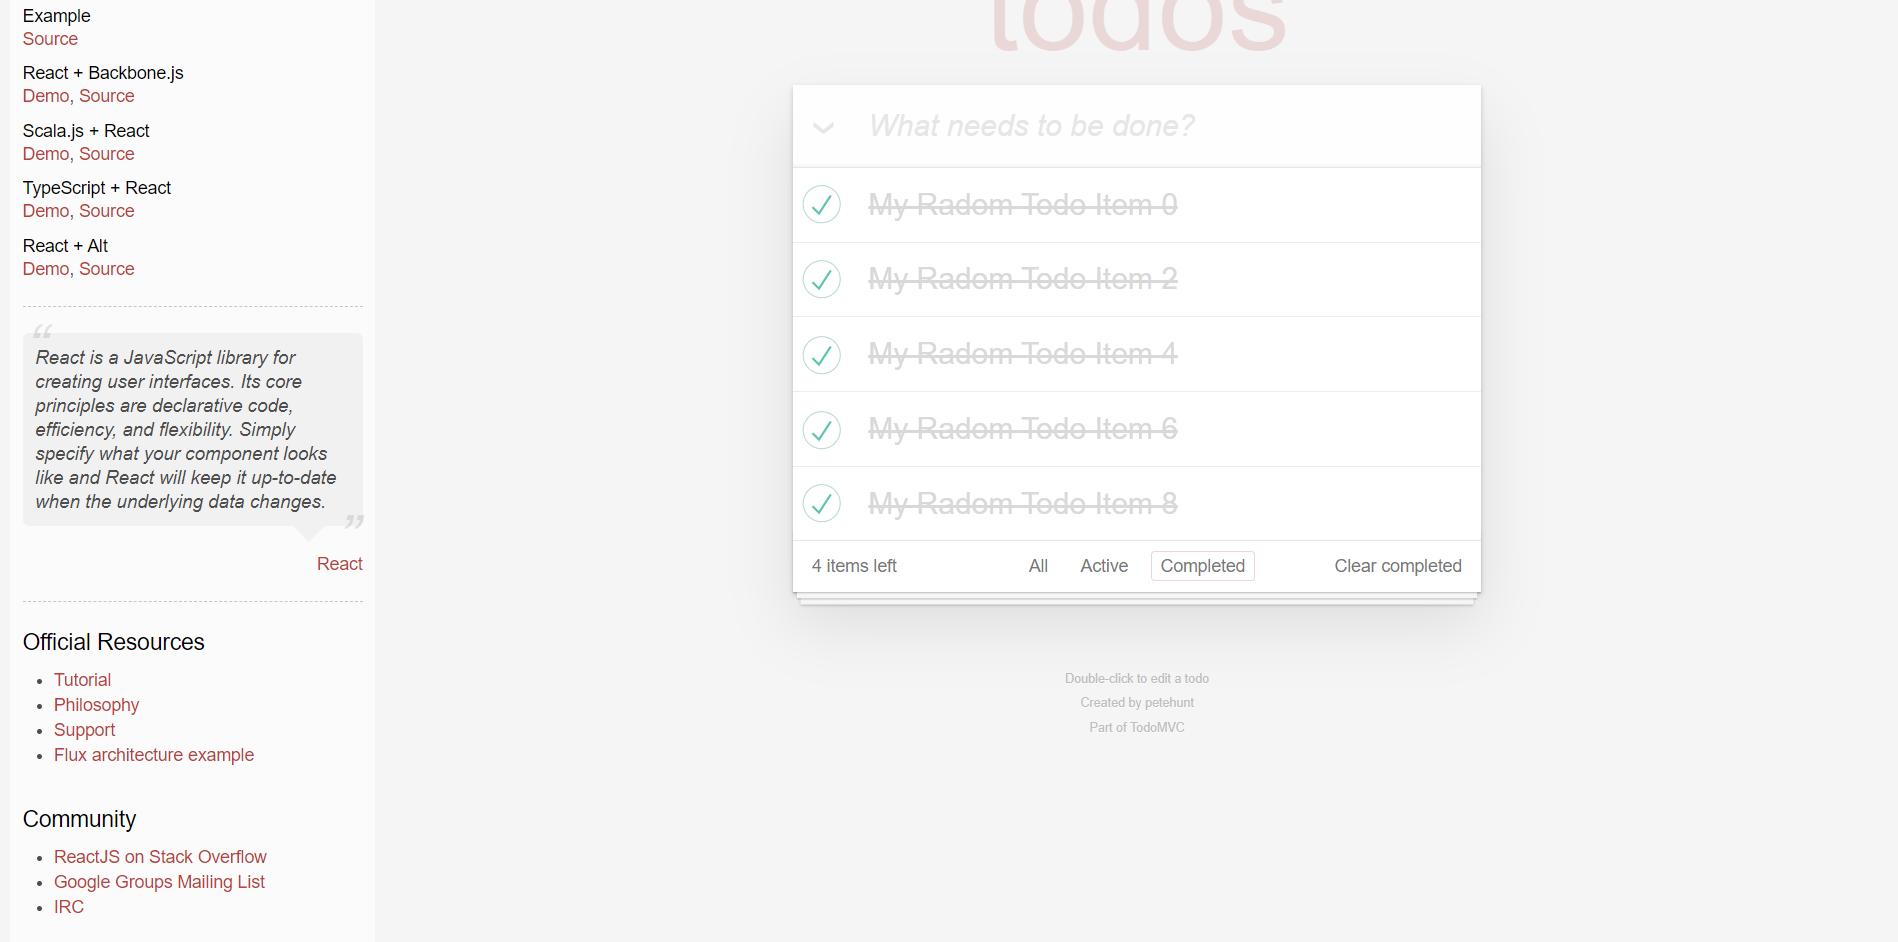 Example
Source
React + Backbone.js
Demo, Source
Scala.js + React
Demo, Source
TypeScript + React
Demo, Source
React + Alt
Demo, Source
“
React is a JavaScript library for
creating user interfaces. Its core
principles are declarative code,
efficiency, and flexibility. Simply
specify what your component looks
like and React will keep it up-to-date
when the underlying data changes.
”
React
Official Resources
• Tutorial
• Philosophy
• Support
• Flux architecture example
Community
• ReactJS on Stack Overflow
• Google Groups Mailing List
• IRC
todos
What needs to be done?
My Radom Todo Item 0
My Radom Todo Item 2
My Radom Todo Item 4
My Radom Todo Item 6
My Radom Todo Item 8
4 items left All Active Completed Clear completed
Double-click to edit a todo
Created by petehunt
Part of TodoMVC